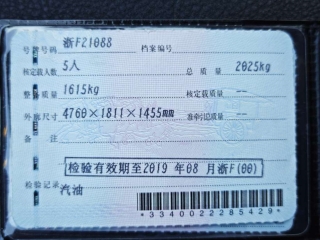 号牌号码 浙F21088 档案编号
核定载人数 5人 总质量 2025kg
整备质量 1615kg 核定载质量 --
外廓尺寸 4760×1811×1455mm 准牵引总质量 --
备注
检验有效期至2019 年08 月浙F(00)
检验记录
汽油
*3340022285429*